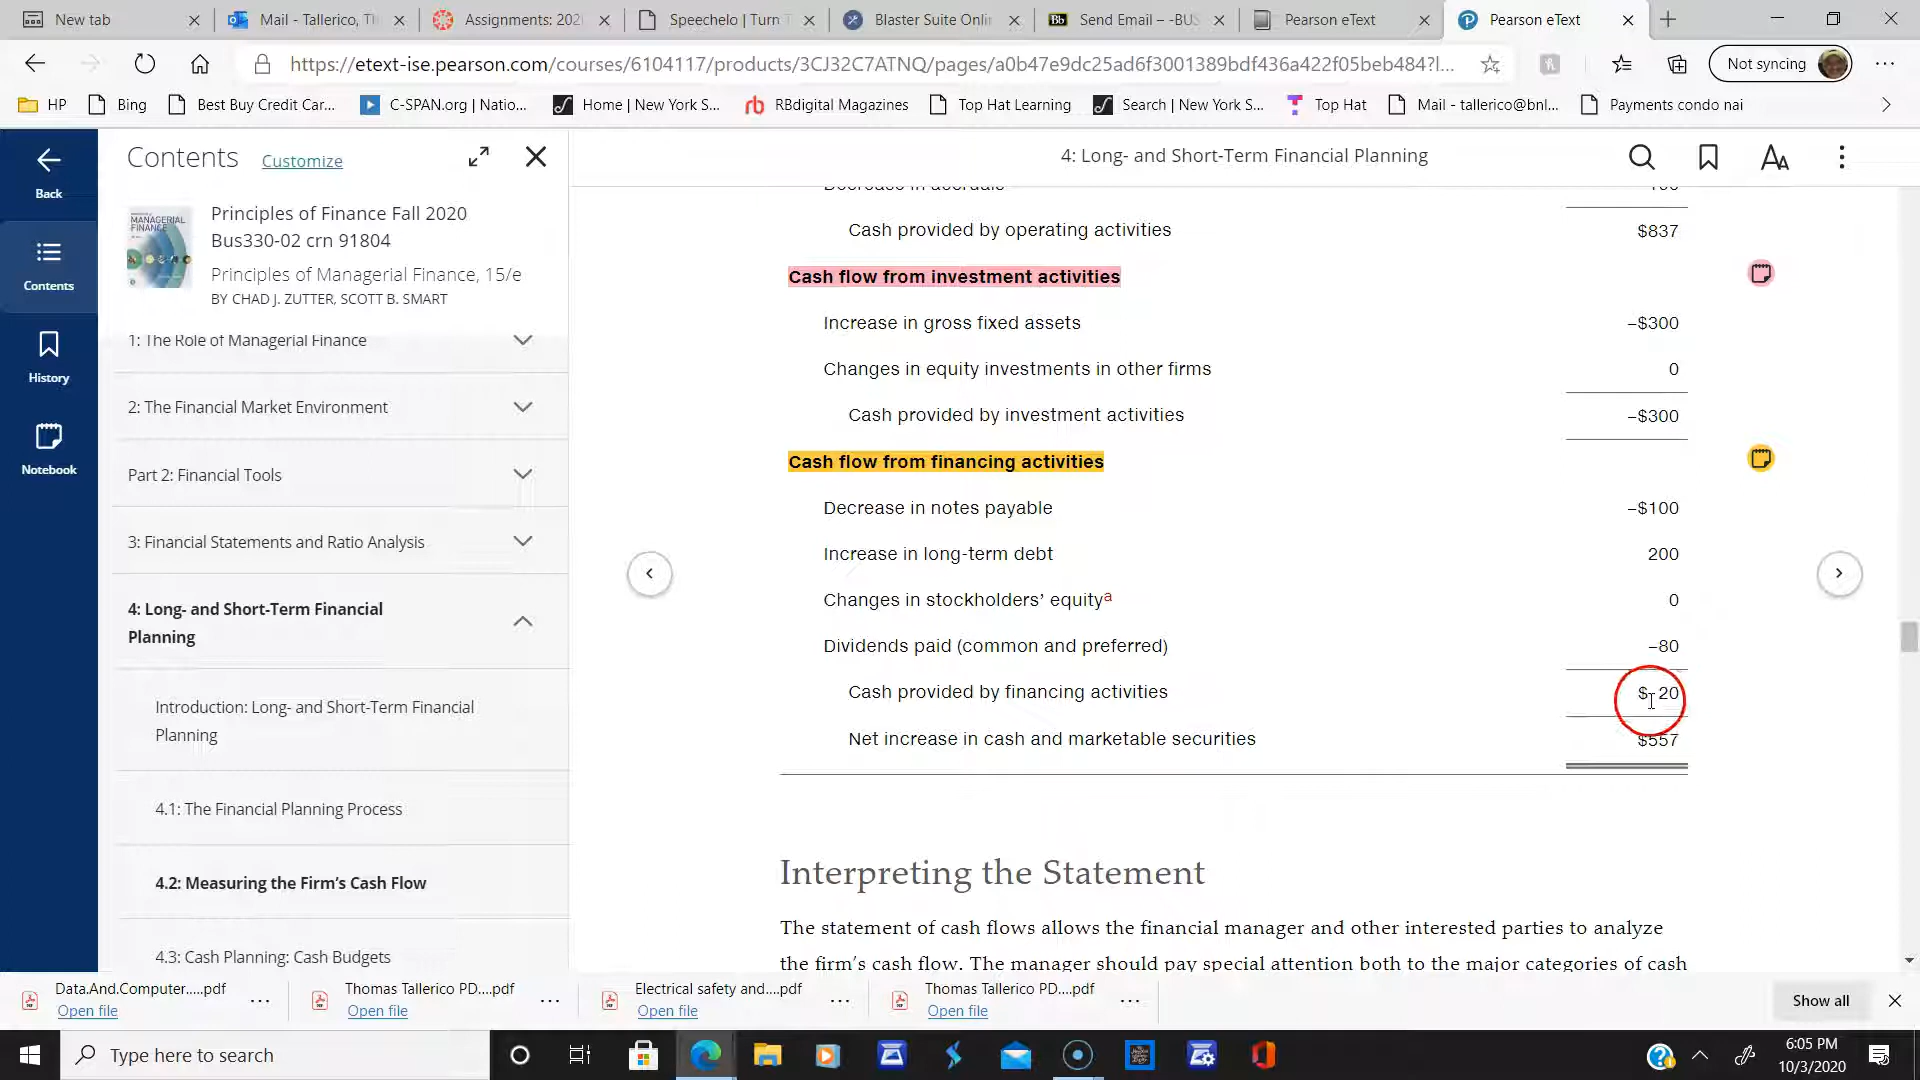 New tab
Mail - Tallerico, Th
Assignments: 202
Speechelo | Turn T
Blaster Suite Onli
Bb Send Email – -BUS
Pearson eText
Pearson eText
https://etext-ise.pearson.com/courses/6104117/products/3CJ32C7ATNQ/pages/a0b47e9dc25ad6f3001389bdf436a422f05beb484?l...
Not syncing
HP
Bing
Best Buy Credit Car...
C-SPAN.org | Natio...
Home | New York S...
RBdigital Magazines
Top Hat Learning
Search | New York S...
Top Hat
Mail - tallerico@bnl...
Payments condo nai
Back
Contents
History
Notebook
Contents Customize
MANAGERIAL FINANCE
Principles of Finance Fall 2020
Bus330-02 crn 91804
Principles of Managerial Finance, 15/e
BY CHAD J. ZUTTER, SCOTT B. SMART
1: The Role of Managerial Finance
2: The Financial Market Environment
Part 2: Financial Tools
3: Financial Statements and Ratio Analysis
4: Long- and Short-Term Financial
Planning
Introduction: Long- and Short-Term Financial
Planning
4.1: The Financial Planning Process
4.2: Measuring the Firm's Cash Flow
4.3: Cash Planning: Cash Budgets
4: Long- and Short-Term Financial Planning
AA
Decrease in accruals 100
Cash provided by operating activities $837
Cash flow from investment activities
Increase in gross fixed assets –$300
Changes in equity investments in other firms 0
Cash provided by investment activities –$300
Cash flow from financing activities
Decrease in notes payable –$100
Increase in long-term debt 200
Changes in stockholders' equityᵃ 0
Dividends paid (common and preferred) –80
Cash provided by financing activities $ 20
Net increase in cash and marketable securities $557
Interpreting the Statement
The statement of cash flows allows the financial manager and other interested parties to analyze
the firm's cash flow. The manager should pay special attention both to the major categories of cash
Data.And.Computer.....pdf
Open file
Thomas Tallerico PD....pdf
Open file
Electrical safety and....pdf
Open file
Thomas Tallerico PD....pdf
Open file
Show all
Type here to search
6:05 PM
10/3/2020